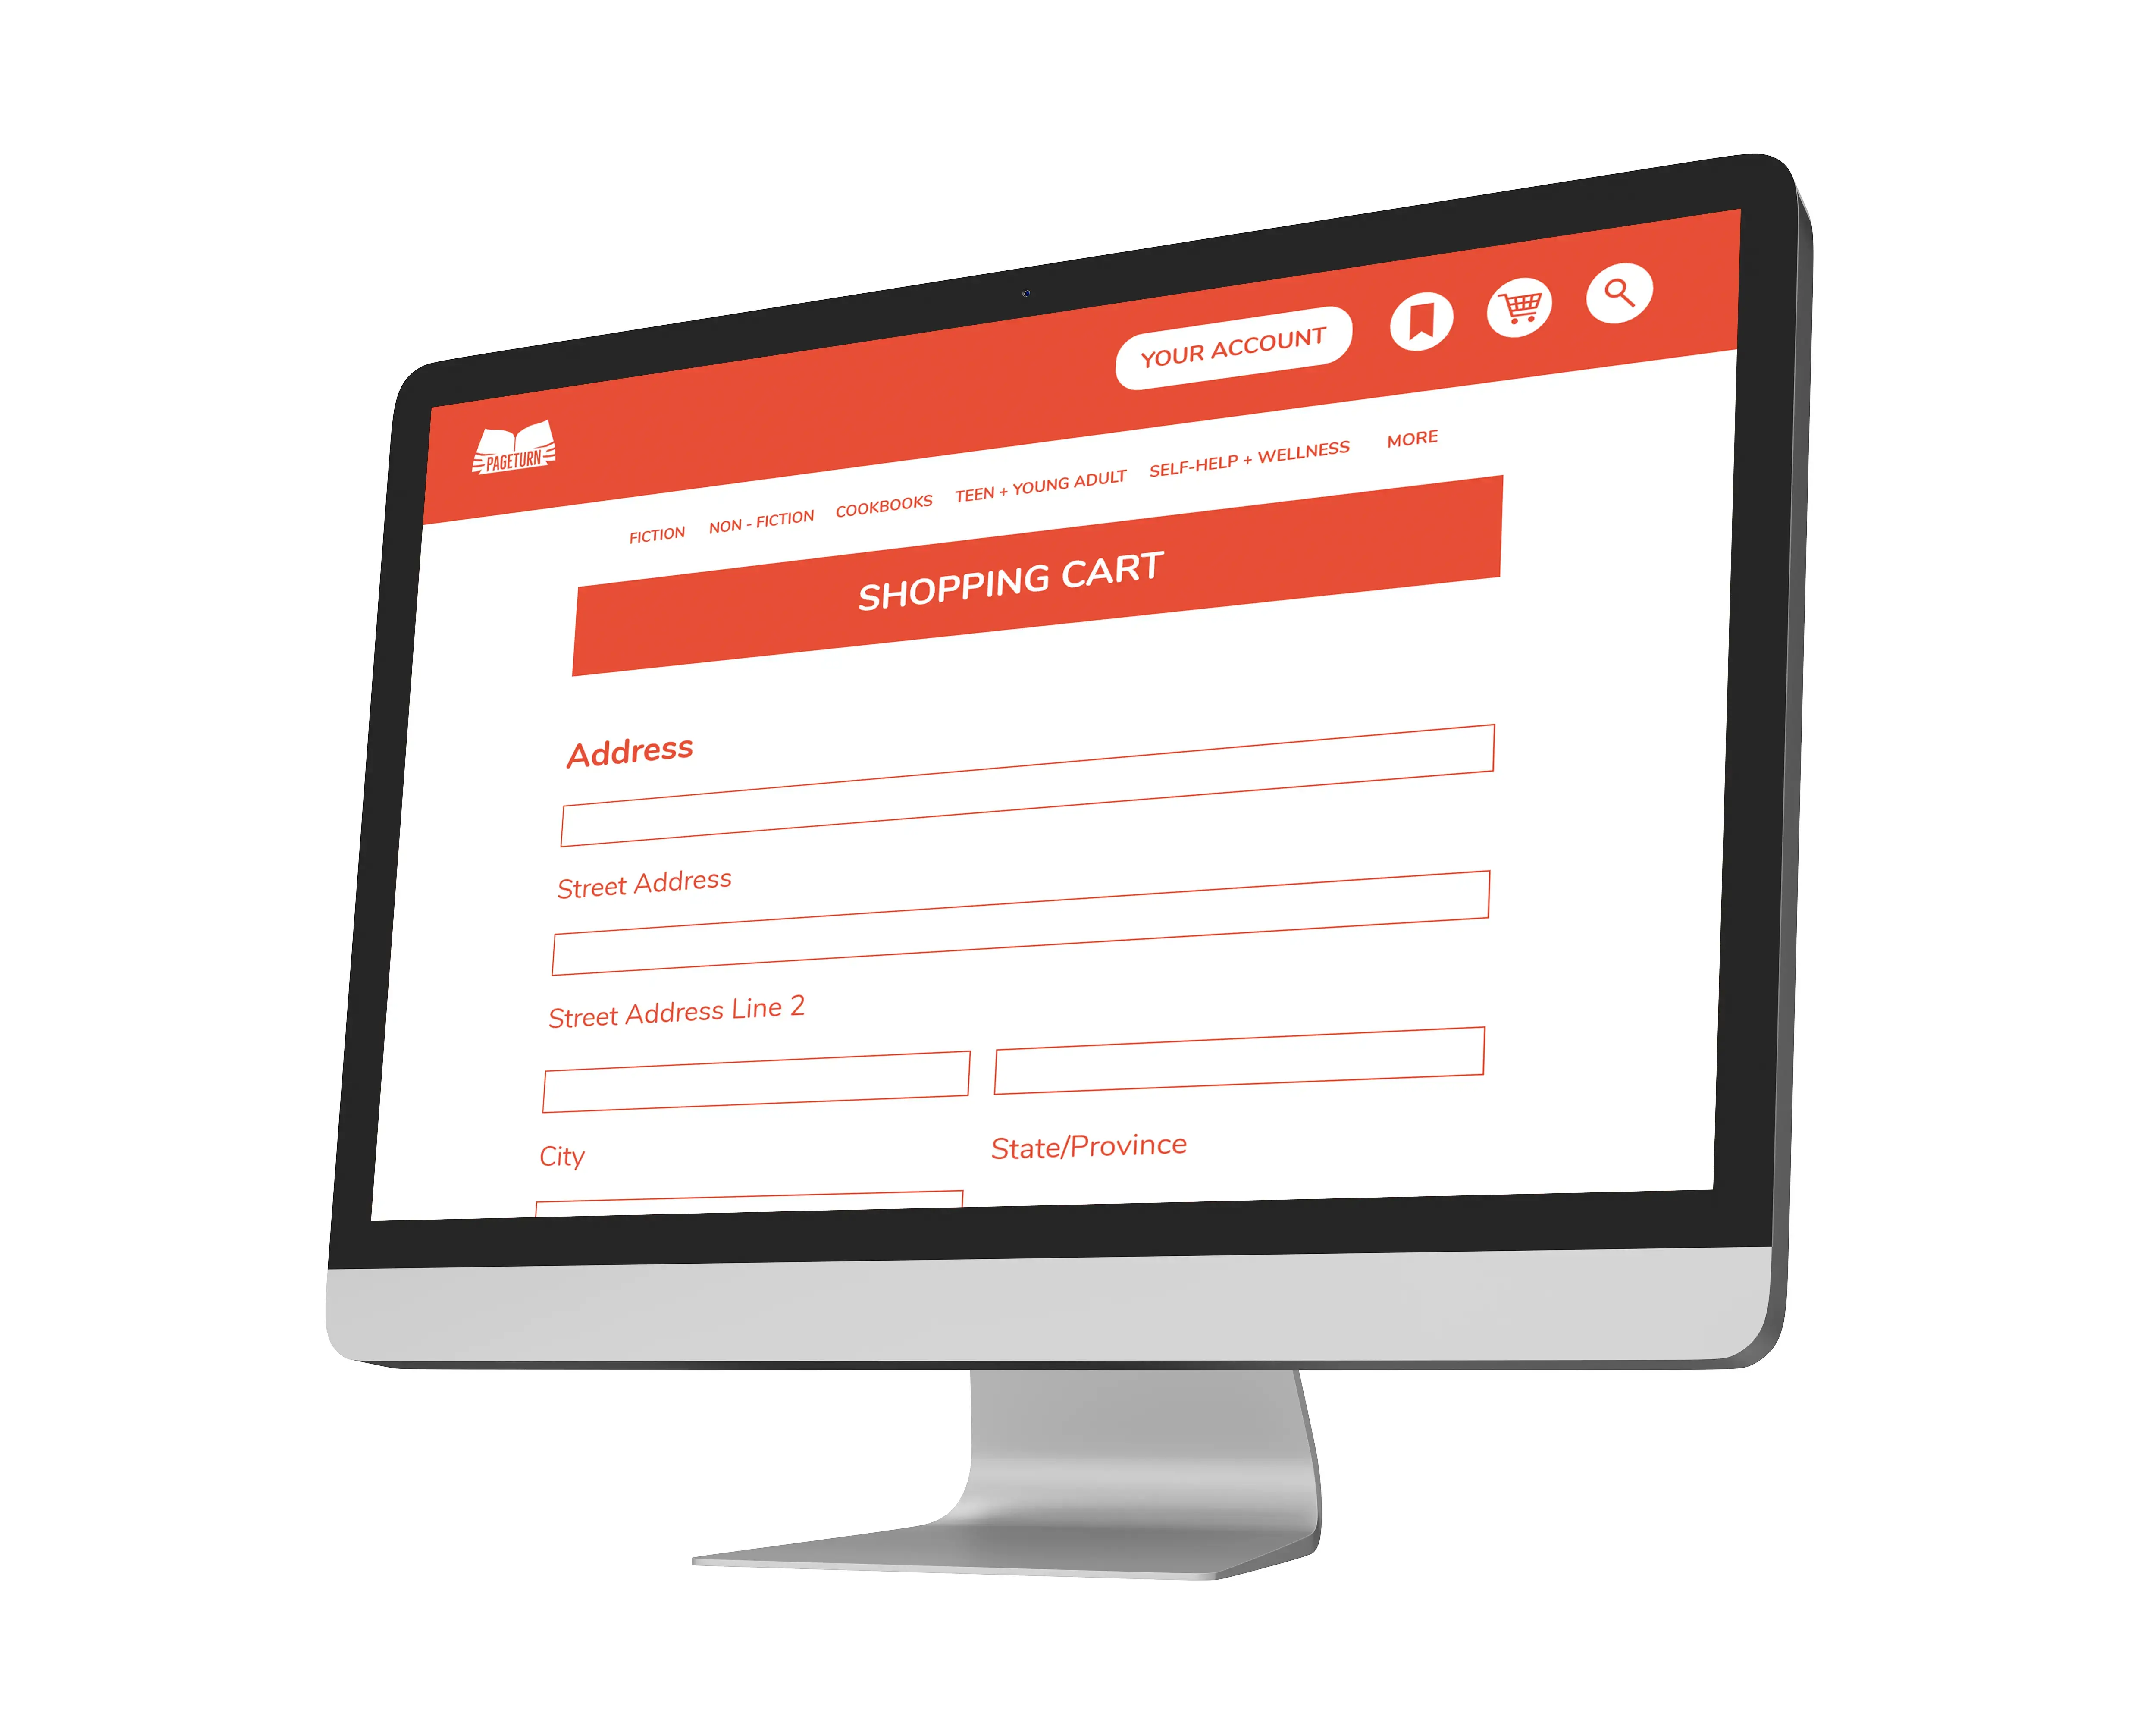 PAGETURN
YOUR ACCOUNT
FICTION NON - FICTION COOKBOOKS TEEN + YOUNG ADULT SELF-HELP + WELLNESS MORE
SHOPPING CART
Address
Street Address
Street Address Line 2
City State/Province